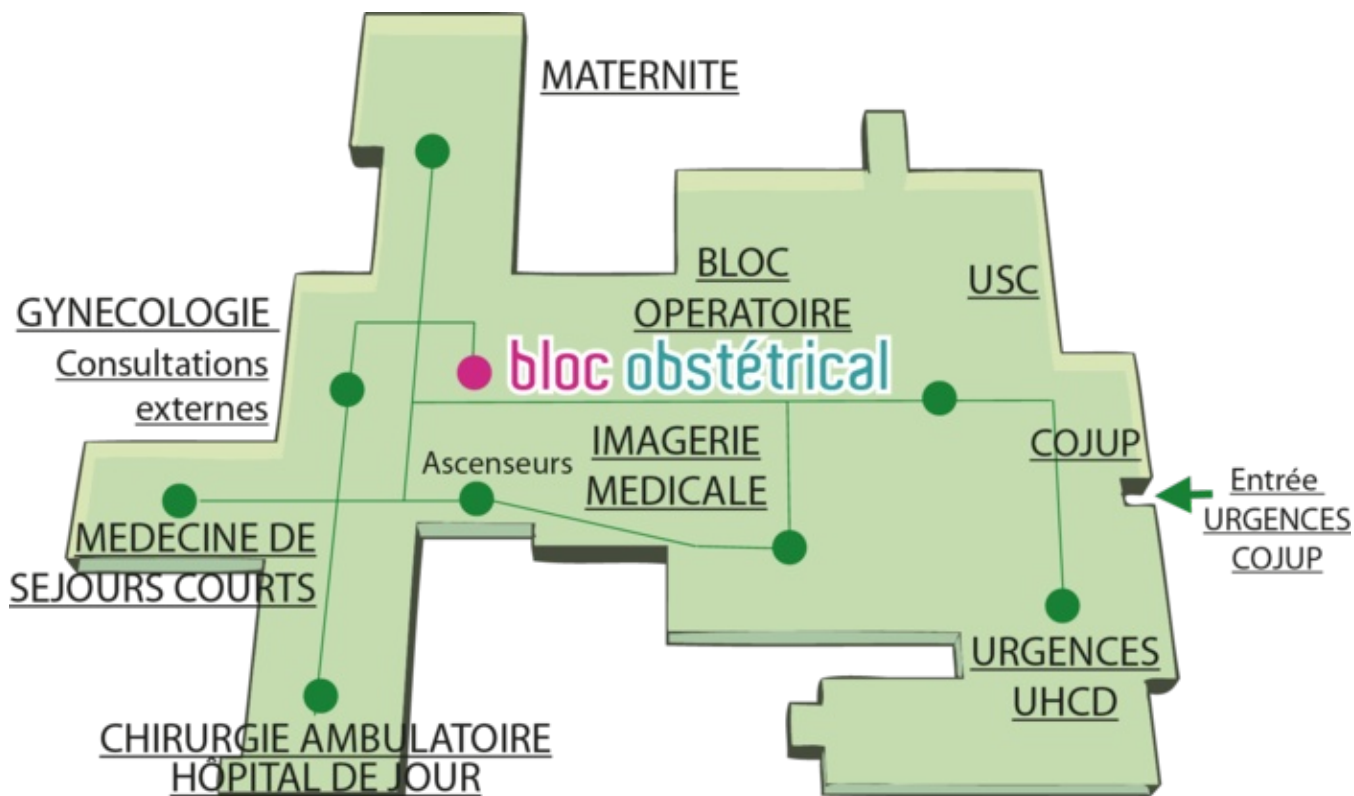 MATERNITE
BLOC
OPERATOIRE
USC
GYNECOLOGIE
Consultations
externes
bloc obstétrical
IMAGERIE
MEDICALE
COJUP
Ascenseurs
Entrée
URGENCES
COJUP
MEDECINE DE
SEJOURS COURTS
URGENCES
UHCD
CHIRURGIE AMBULATOIRE
HÔPITAL DE JOUR